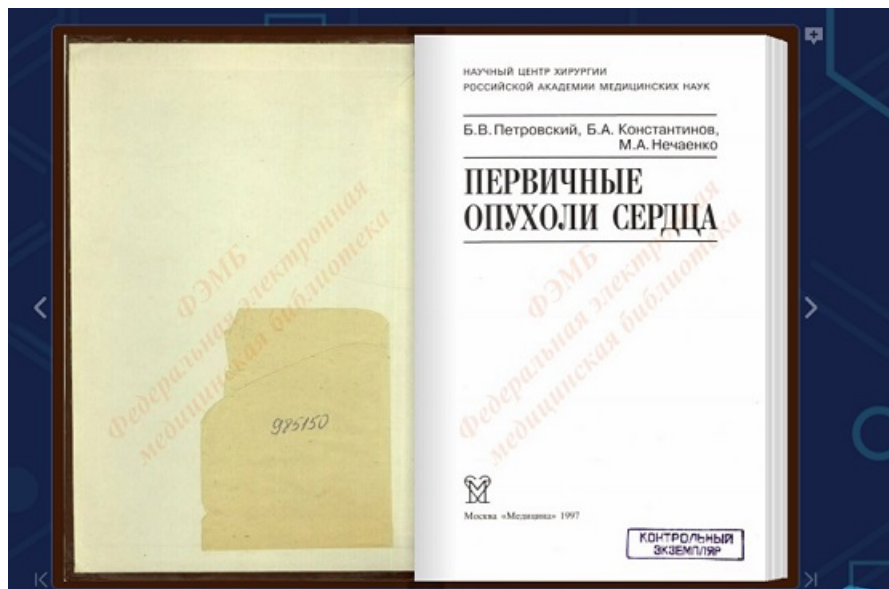 ФЭМБ
Федеральная электронная
медицинская библиотека
985150
НАУЧНЫЙ ЦЕНТР ХИРУРГИИ
РОССИЙСКОЙ АКАДЕМИИ МЕДИЦИНСКИХ НАУК
Б.В. Петровский, Б.А. Константинов,
М.А. Нечаенко
ПЕРВИЧНЫЕ
ОПУХОЛИ СЕРДЦА
ФЭМБ
Федеральная электронная
медицинская библиотека
Москва «Медицина» 1997
КОНТРОЛЬНЫЙ
ЭКЗЕМПЛЯР